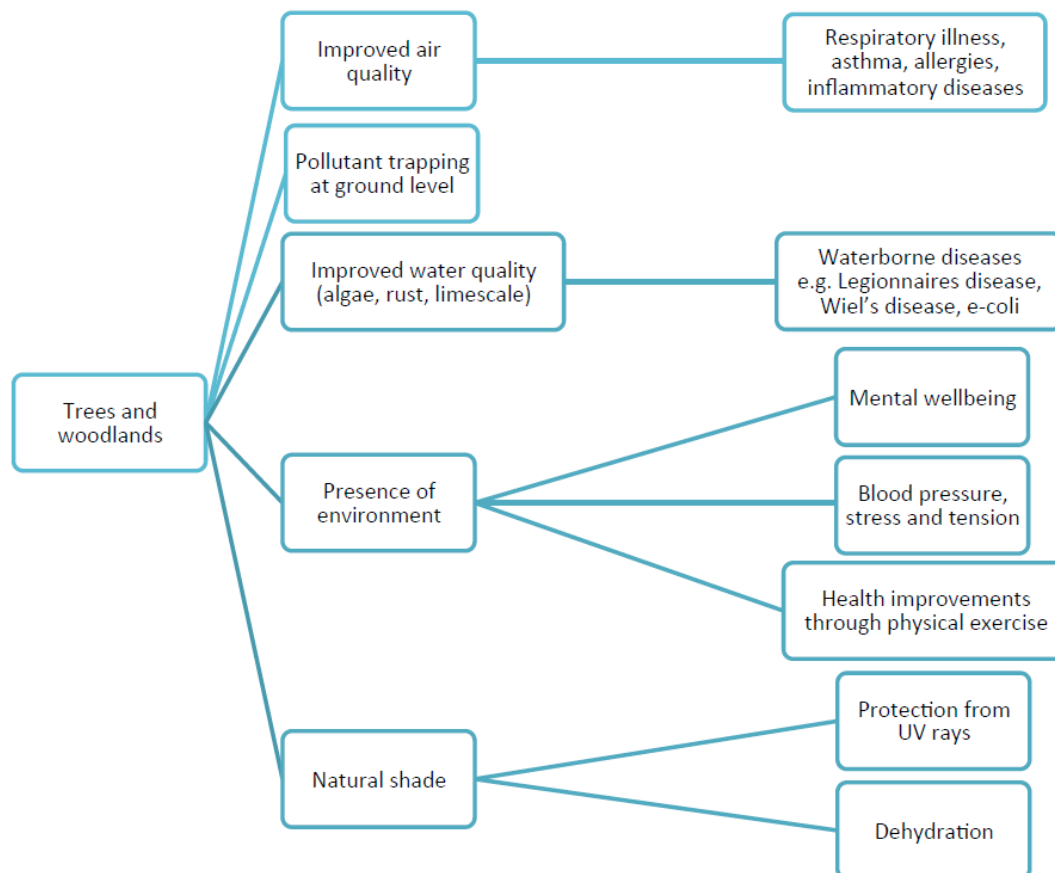 Improved air
quality
Respiratory illness,
asthma, allergies,
inflammatory diseases
Pollutant trapping
at ground level
Improved water quality
(algae, rust, limescale)
Waterborne diseases
e.g. Legionnaires disease,
Wiel's disease, e-coli
Trees and
woodlands
Presence of
environment
Mental wellbeing
Blood pressure,
stress and tension
Health improvements
through physical exercise
Natural shade
Protection from
UV rays
Dehydration